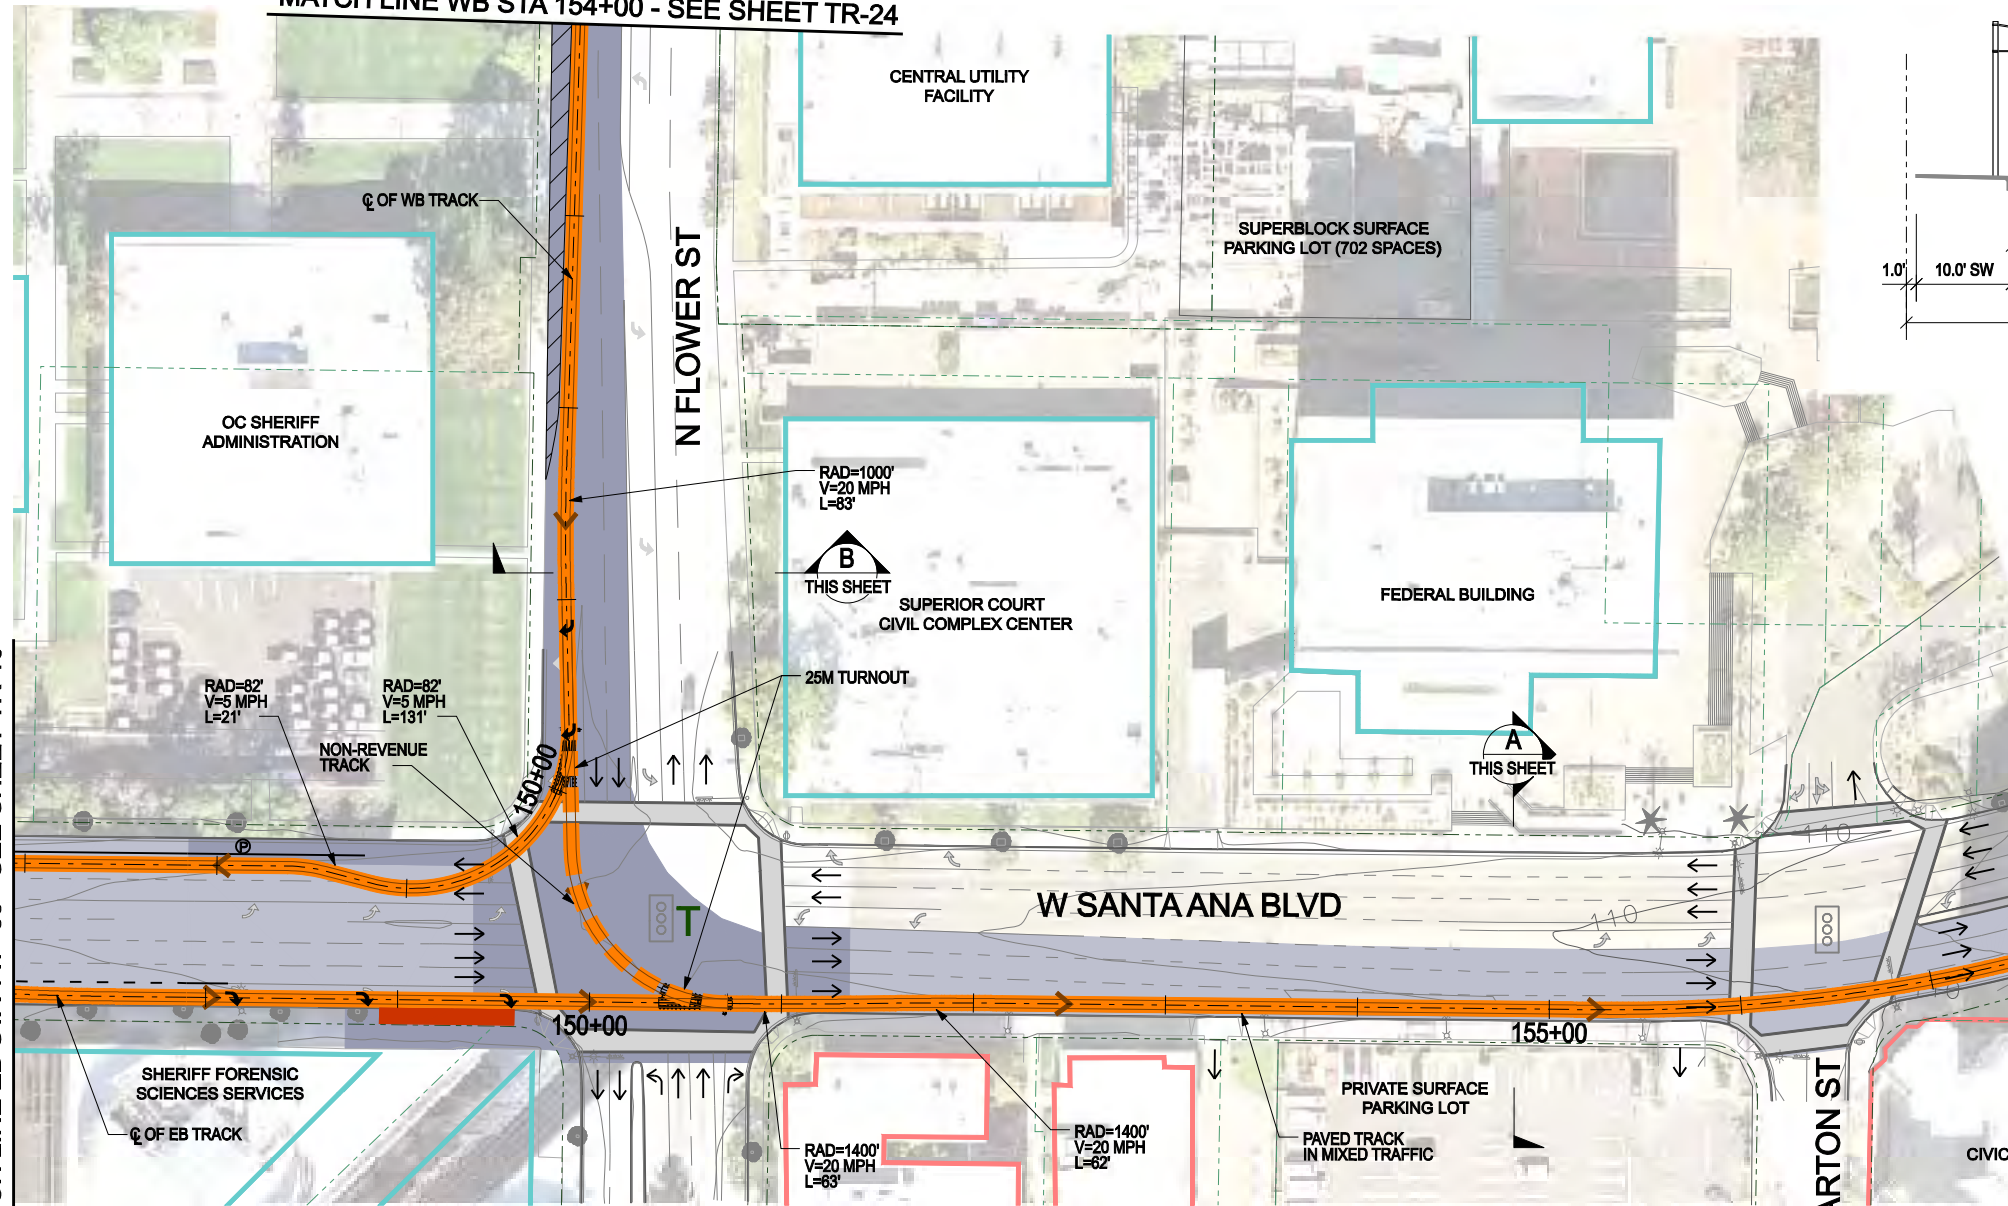 MATCH LINE WB STA 154+00 - SEE SHEET TR-24
CENTRAL UTILITY
FACILITY
℄ OF WB TRACK
N FLOWER ST
SUPERBLOCK SURFACE
PARKING LOT (702 SPACES)
1.0'
10.0' SW
OC SHERIFF
ADMINISTRATION
RAD=1000'
V=20 MPH
L=83'
B
THIS SHEET
SUPERIOR COURT
CIVIL COMPLEX CENTER
FEDERAL BUILDING
25M TURNOUT
RAD=82'
V=5 MPH
L=21'
RAD=82'
V=5 MPH
L=131'
NON-REVENUE
TRACK
150+00
A
THIS SHEET
P
110
T
W SANTA ANA BLVD
110
150+00
155+00
SHERIFF FORENSIC
SCIENCES SERVICES
℄ OF EB TRACK
RAD=1400'
V=20 MPH
L=63'
RAD=1400'
V=20 MPH
L=62'
PRIVATE SURFACE
PARKING LOT
PAVED TRACK
IN MIXED TRAFFIC
ARTON ST
CIVIC